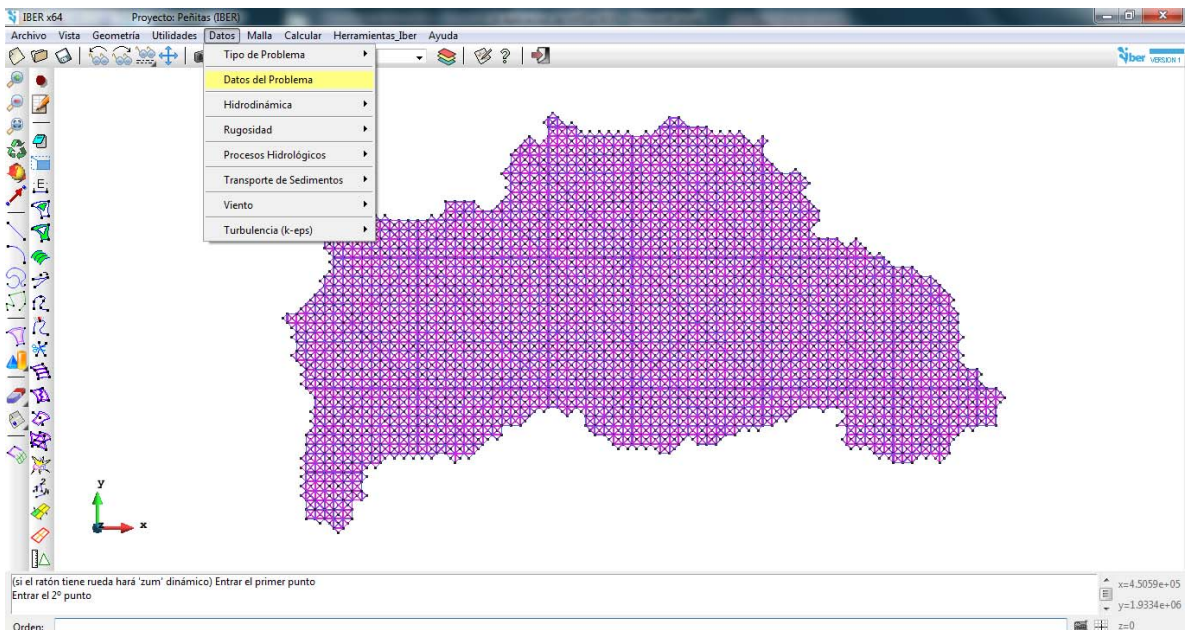 IBER x64 Proyecto: Peñitas (IBER)
Archivo Vista Geometría Utilidades Datos Malla Calcular Herramientas_Iber Ayuda
Tipo de Problema
Datos del Problema
Hidrodinámica
Rugosidad
Procesos Hidrológicos
Transporte de Sedimentos
Viento
Turbulencia (k-eps)
iber VERSION 1
E
y
z
x
(si el ratón tiene rueda hará 'zum' dinámico) Entrar el primer punto
Entrar el 2º punto
x=4.5059e+05
y=1.9334e+06
Orden:
z=0